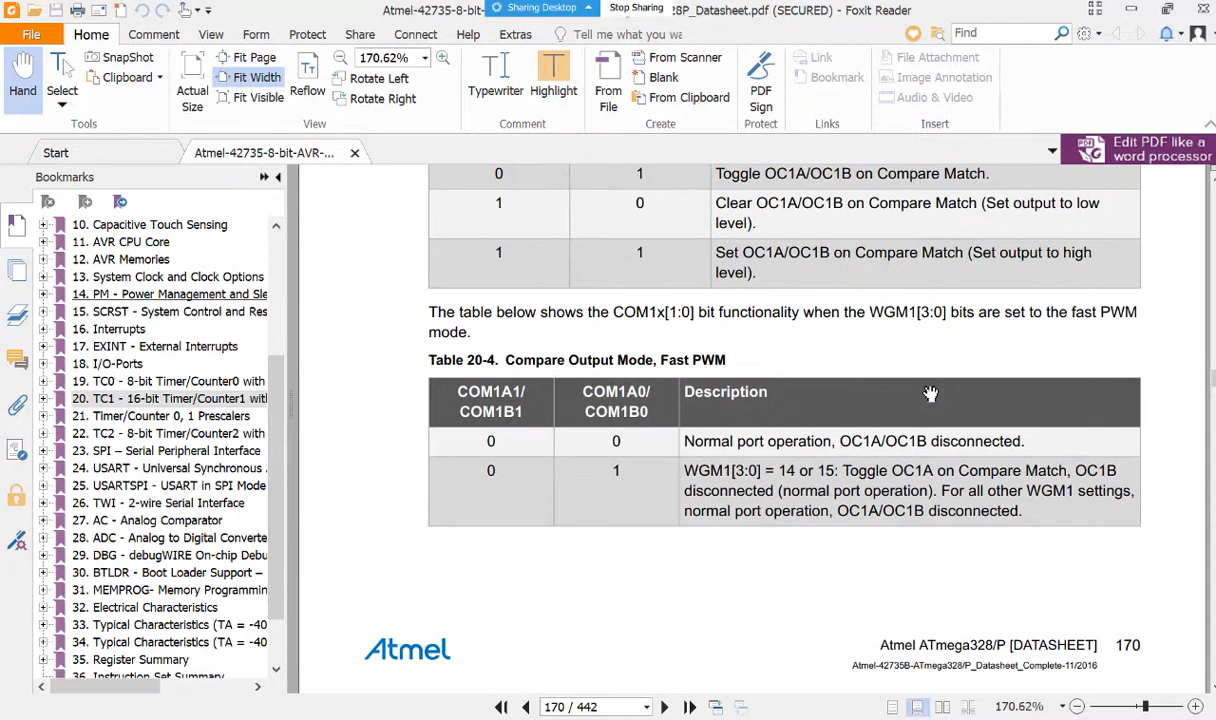 Atmel-42735-8-bit-
Sharing Desktop
Stop Sharing
8P_Datasheet.pdf (SECURED) - Foxit Reader
File Home Comment View Form Protect Share Connect Help Extras Tell me what you wa Find
Hand
Select
SnapShot
Clipboard
Tools
Actual Size
Fit Page
Fit Width
Fit Visible
Reflow
170.62%
Rotate Left
Rotate Right
View
Typewriter
Highlight
Comment
From File
From Scanner
Blank
From Clipboard
Create
PDF Sign
Protect
Link
Bookmark
Links
File Attachment
Image Annotation
Audio & Video
Insert
Start
Atmel-42735-8-bit-AVR-...
Edit PDF like a
word processor
Bookmarks
10. Capacitive Touch Sensing
11. AVR CPU Core
12. AVR Memories
13. System Clock and Clock Options
14. PM - Power Management and Sle
15. SCRST - System Control and Res
16. Interrupts
17. EXINT - External Interrupts
18. I/O-Ports
19. TC0 - 8-bit Timer/Counter0 with
20. TC1 - 16-bit Timer/Counter1 with
21. Timer/Counter 0, 1 Prescalers
22. TC2 - 8-bit Timer/Counter2 with
23. SPI – Serial Peripheral Interface
24. USART - Universal Synchronous
25. USARTSPI - USART in SPI Mode
26. TWI - 2-wire Serial Interface
27. AC - Analog Comparator
28. ADC - Analog to Digital Converte
29. DBG - debugWIRE On-chip Debu
30. BTLDR - Boot Loader Support –
31. MEMPROG- Memory Programmin
32. Electrical Characteristics
33. Typical Characteristics (TA = -40
34. Typical Characteristics (TA = -40
35. Register Summary
36. Instruction Set Summary
0 1 Toggle OC1A/OC1B on Compare Match.
1 0 Clear OC1A/OC1B on Compare Match (Set output to low
level).
1 1 Set OC1A/OC1B on Compare Match (Set output to high
level).
The table below shows the COM1x[1:0] bit functionality when the WGM1[3:0] bits are set to the fast PWM
mode.
Table 20-4. Compare Output Mode, Fast PWM
COM1A1/ COM1A0/ Description
COM1B1 COM1B0
0 0 Normal port operation, OC1A/OC1B disconnected.
0 1 WGM1[3:0] = 14 or 15: Toggle OC1A on Compare Match, OC1B
disconnected (normal port operation). For all other WGM1 settings,
normal port operation, OC1A/OC1B disconnected.
Atmel
Atmel ATmega328/P [DATASHEET] 170
Atmel-42735B-ATmega328/P_Datasheet_Complete-11/2016
170 / 442
170.62%